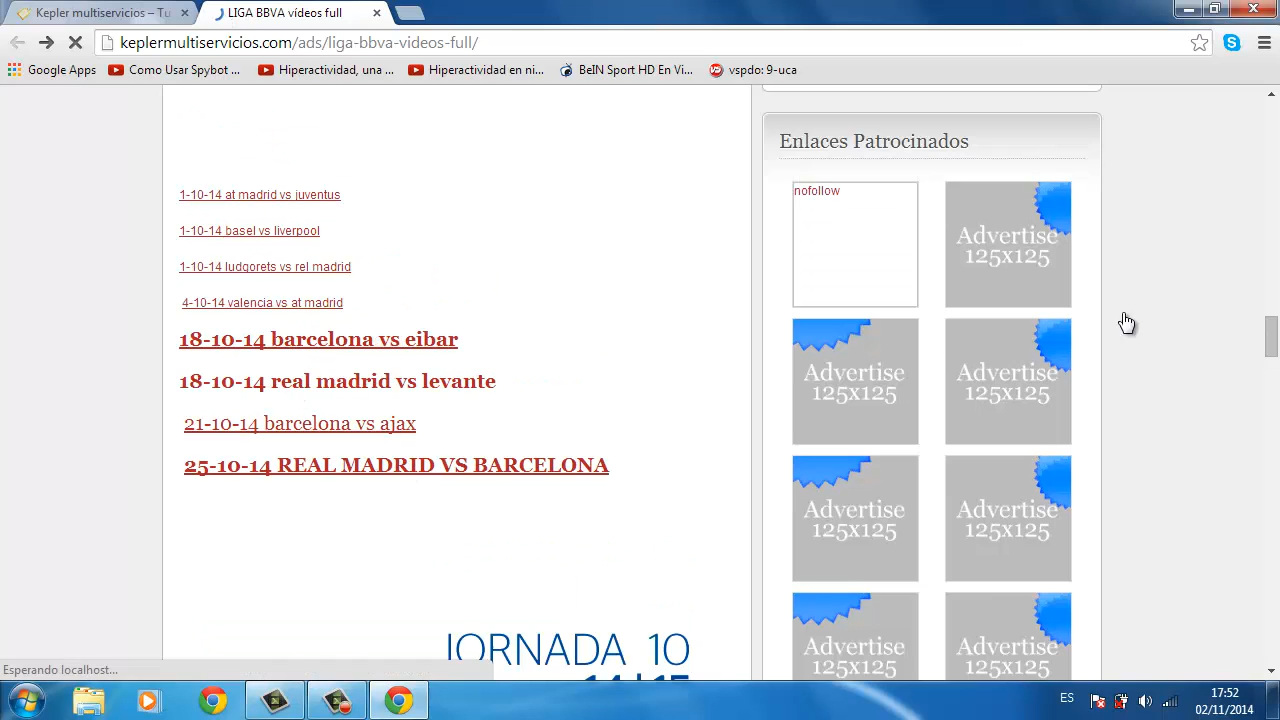 Kepler multiservicios – Tu
LIGA BBVA vídeos full
keplermultiservicios.com/ads/liga-bbva-videos-full/
Google Apps
Como Usar Spybot ...
Hiperactividad, una ...
Hiperactividad en ni...
BeIN Sport HD En Vi...
vspdo: 9-uca
Enlaces Patrocinados
1-10-14 at madrid vs juventus
1-10-14 basel vs liverpool
1-10-14 ludgorets vs rel madrid
4-10-14 valencia vs at madrid
18-10-14 barcelona vs eibar
18-10-14 real madrid vs levante
21-10-14 barcelona vs ajax
25-10-14 REAL MADRID VS BARCELONA
JORNADA 10
14|15
nofollow
Advertise
125x125
Advertise
125x125
Advertise
125x125
Advertise
125x125
Advertise
125x125
Advertise
125x125
Advertise
125x125
Esperando localhost...
ES
17:52
02/11/2014